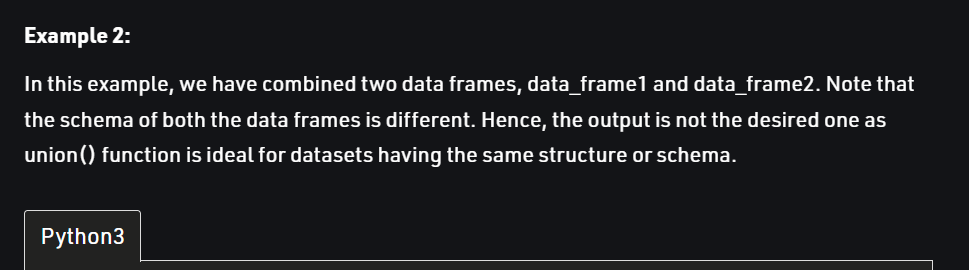 Example 2:
In this example, we have combined two data frames, data_frame1 and data_frame2. Note that
the schema of both the data frames is different. Hence, the output is not the desired one as
union() function is ideal for datasets having the same structure or schema.
Python3